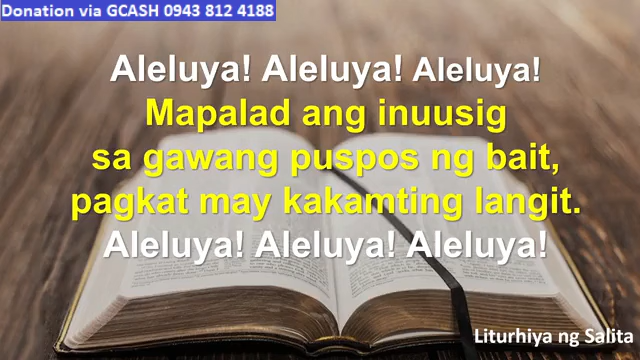 Donation via GCASH 0943 812 4188
Aleluya! Aleluya! Aleluya!
Mapalad ang inuusig
sa gawang puspos ng bait,
pagkat may kakamting langit.
Aleluya! Aleluya! Aleluya!
Liturhiya ng Salita